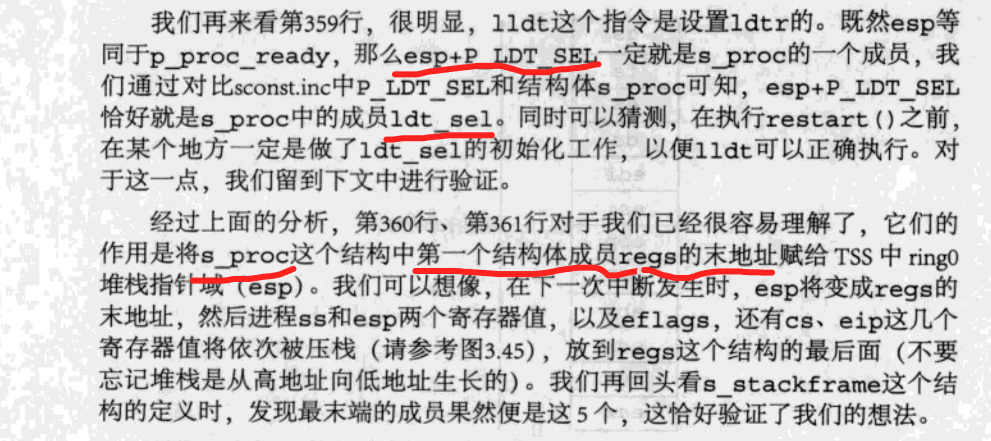 我们再来看第359行，很明显，lldt这个指令是设置ldtr的。既然esp等
同于p_proc_ready，那么esp+P_LDT_SEL一定就是s_proc的一个成员，我
们通过对比sconst.inc中P_LDT_SEL和结构体s_proc可知，esp+P_LDT_SEL
恰好就是s_proc中的成员ldt_sel。同时可以猜测，在执行restart()之前，
在某个地方一定是做了ldt_sel的初始化工作，以便lldt可以正确执行。对
于这一点，我们留到下文中进行验证。
经过上面的分析，第360行、第361行对于我们已经很容易理解了，它们的
作用是将s_proc这个结构中第一个结构体成员regs的末地址赋给TSS中ring0
堆栈指针域（esp）。我们可以想像，在下一次中断发生时，esp将变成regs的
末地址，然后进程ss和esp两个寄存器值，以及eflags，还有cs、eip这几个
寄存器值将依次被压栈（请参考图3.45），放到regs这个结构的最后面（不要
忘记堆栈是从高地址向低地址生长的）。我们再回头看s_stackframe这个结
构的定义时，发现最末端的成员果然便是这5个，这恰好验证了我们的想法。